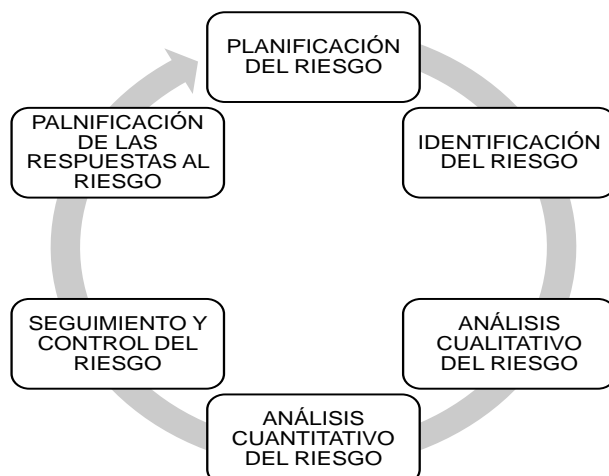 PLANIFICACIÓN
DEL RIESGO
IDENTIFICACIÓN
DEL RIESGO
ANÁLISIS
CUALITATIVO
DEL RIESGO
ANÁLISIS
CUANTITATIVO
DEL RIESGO
SEGUIMIENTO Y
CONTROL DEL
RIESGO
PALNIFICACIÓN
DE LAS
RESPUESTAS AL
RIESGO